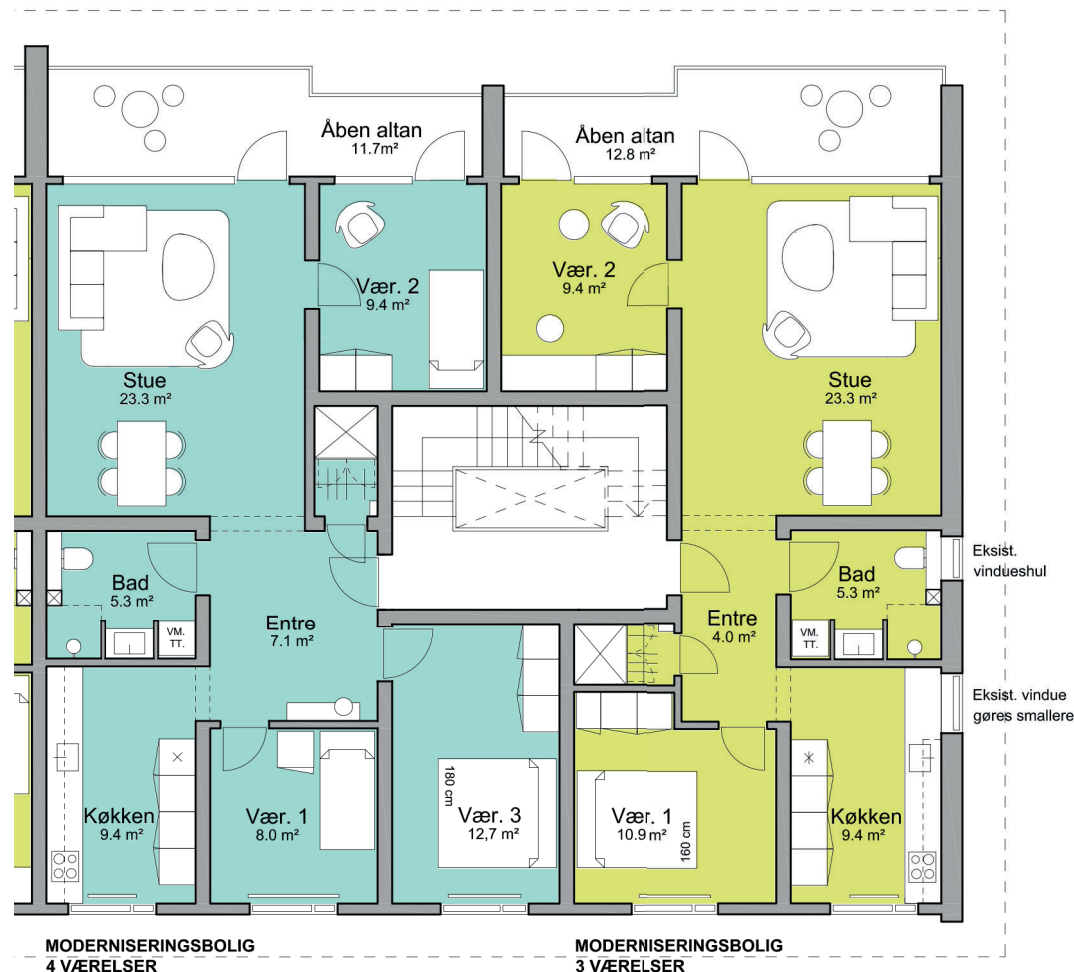 Åben altan
11.7m²
Åben altan
12.8 m²
Vær. 2
9.4 m²
Vær. 2
9.4 m²
Stue
23.3 m²
Stue
23.3 m²
Bad
5.3 m²
VM.
TT.
Entre
7.1 m²
Entre
4.0 m²
Bad
5.3 m²
VM.
TT.
Eksist.
vindueshul
Eksist. vindue
gøres smallere
Køkken
9.4 m²
Vær. 1
8.0 m²
180 cm
Vær. 3
12,7 m²
Vær. 1
10.9 m²
160 cm
Køkken
9.4 m²
MODERNISERINGSBOLIG
4 VÆRELSER
MODERNISERINGSBOLIG
3 VÆRELSER